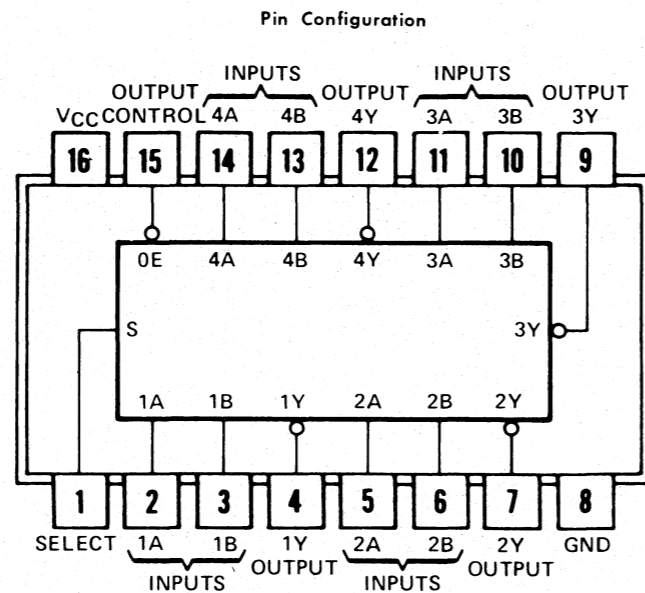 Pin Configuration
INPUTS INPUTS
OUTPUT OUTPUT OUTPUT
VCC CONTROL 4A 4B 4Y 3A 3B 3Y
16 15 14 13 12 11 10 9
0E 4A 4B 4Y 3A 3B
S 3Y
1A 1B 1Y 2A 2B 2Y
1 2 3 4 5 6 7 8
SELECT 1A 1B 1Y 2A 2B 2Y GND
INPUTS OUTPUT INPUTS OUTPUT